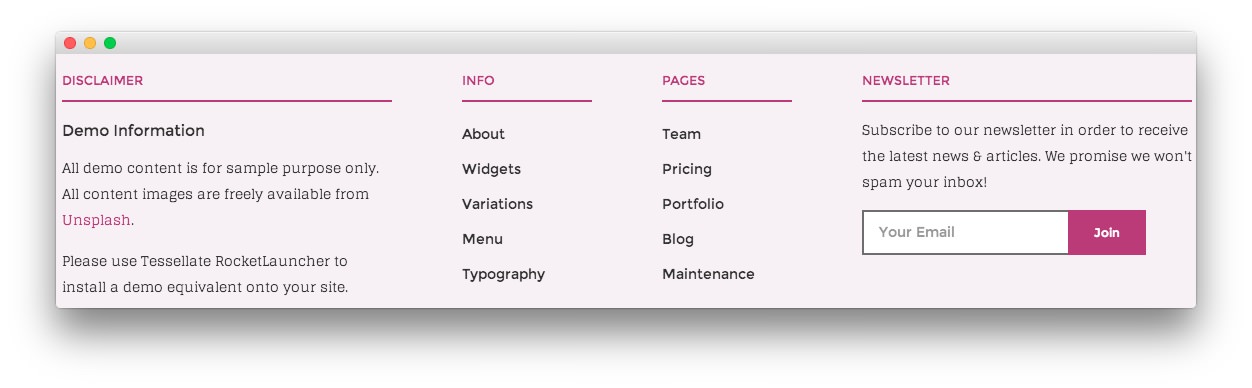 DISCLAIMER
Demo Information
All demo content is for sample purpose only.
All content images are freely available from
Unsplash.
Please use Tessellate RocketLauncher to
install a demo equivalent onto your site.
INFO
About
Widgets
Variations
Menu
Typography
PAGES
Team
Pricing
Portfolio
Blog
Maintenance
NEWSLETTER
Subscribe to our newsletter in order to receive
the latest news & articles. We promise we won't
spam your inbox!
Your Email
Join